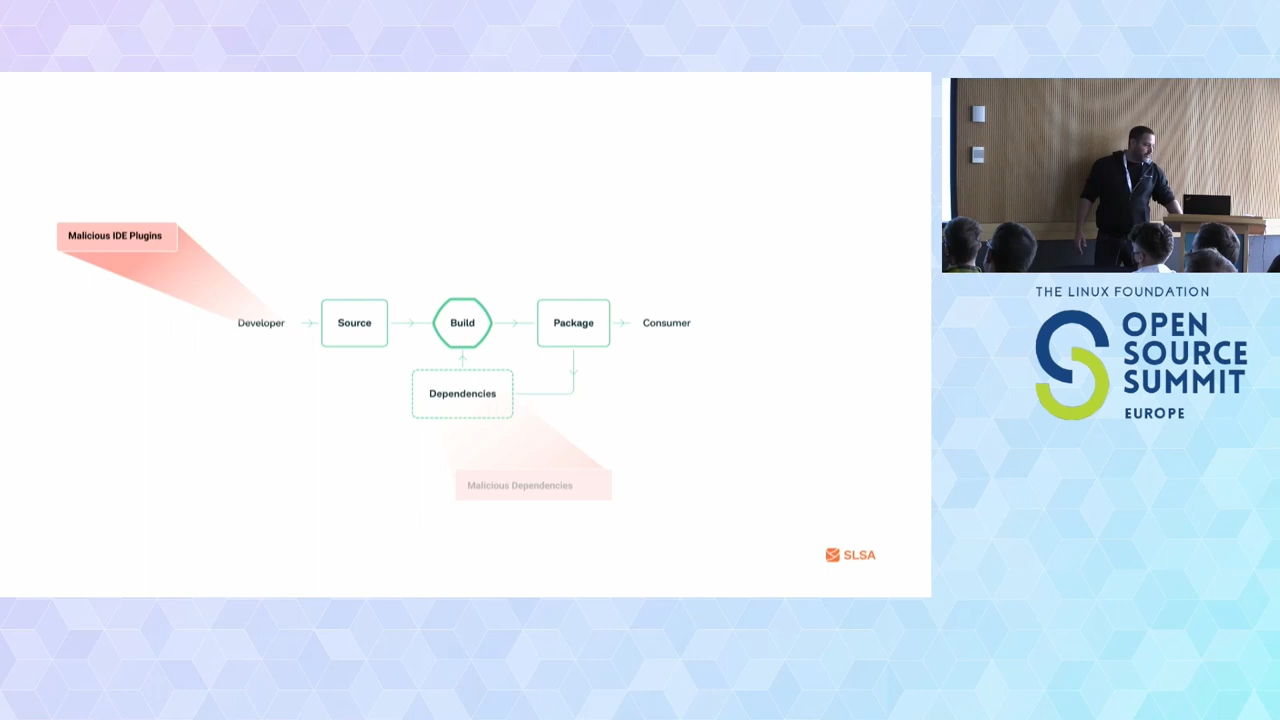 Malicious IDE Plugins
Developer
Source
Build
Package
Consumer
Dependencies
Malicious Dependencies
SLSA
THE LINUX FOUNDATION
OPEN
SOURCE
SUMMIT
EUROPE